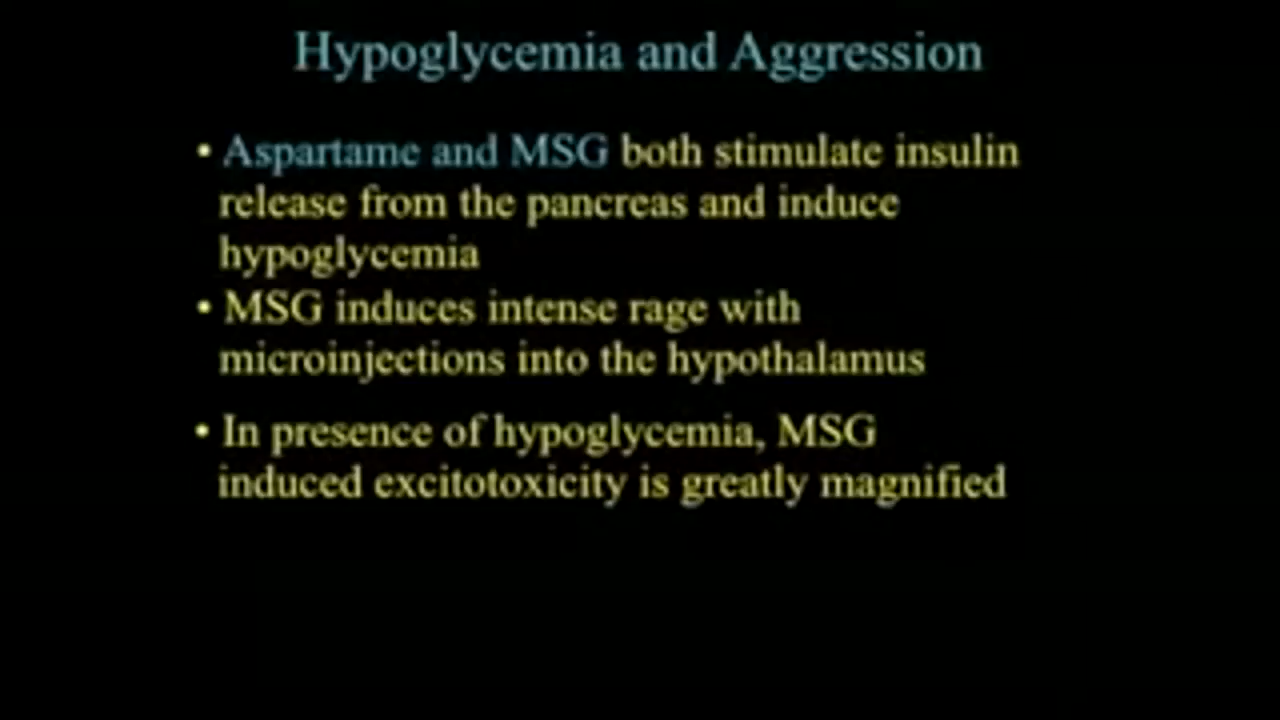 Hypoglycemia and Aggression
• Aspartame and MSG both stimulate insulin
release from the pancreas and induce
hypoglycemia
• MSG induces intense rage with
microinjections into the hypothalamus
• In presence of hypoglycemia, MSG
induced excitotoxicity is greatly magnified